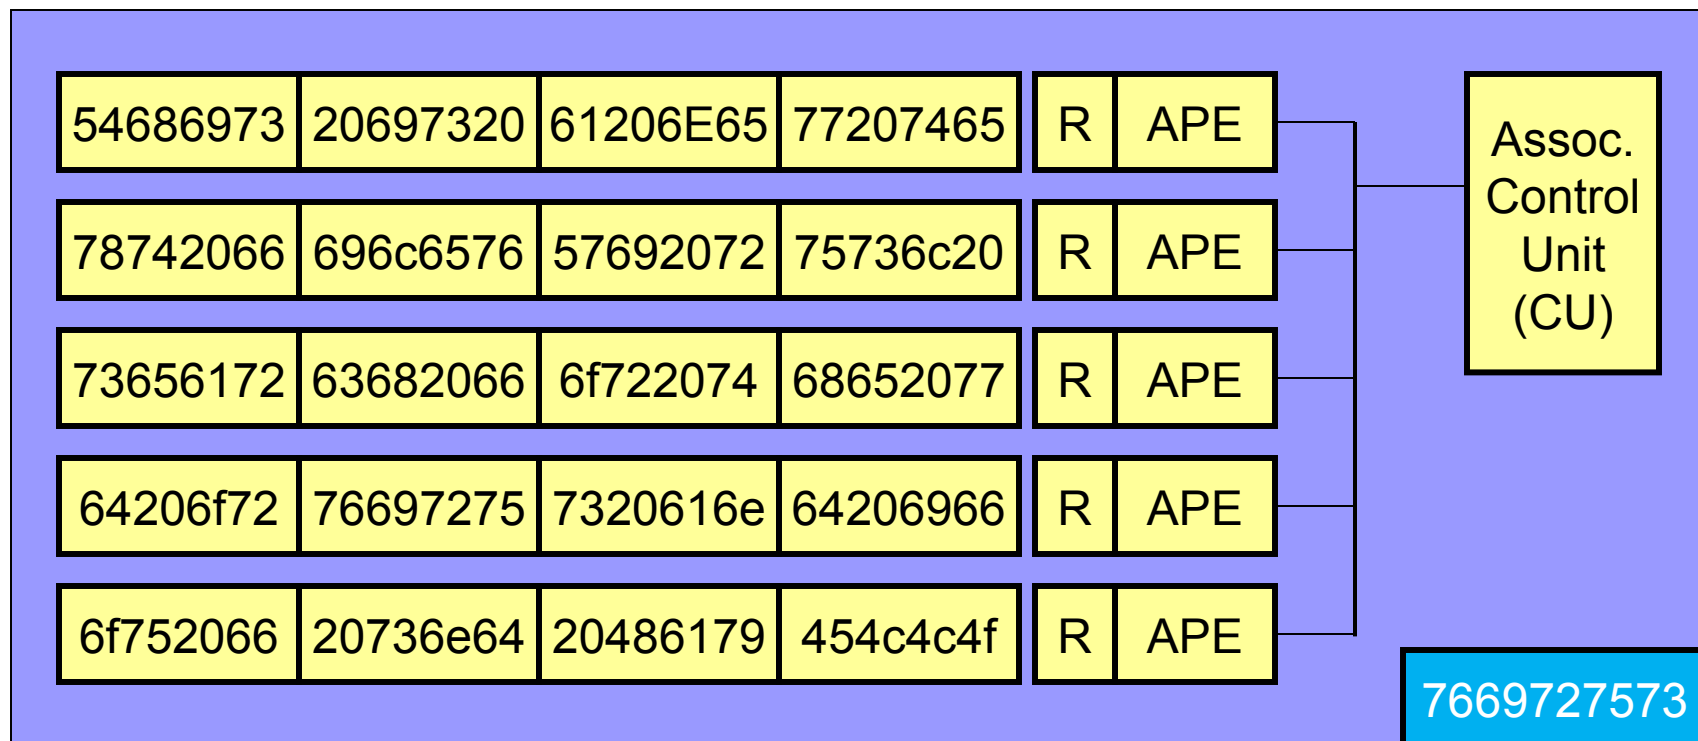 54686973 20697320 61206E65 77207465 R APE
Assoc.
Control
Unit
(CU)
78742066 696c6576 57692072 75736c20 R APE
73656172 63682066 6f722074 68652077 R APE
64206f72 76697275 7320616e 64206966 R APE
6f752066 20736e64 20486179 454c4c4f R APE
7669727573